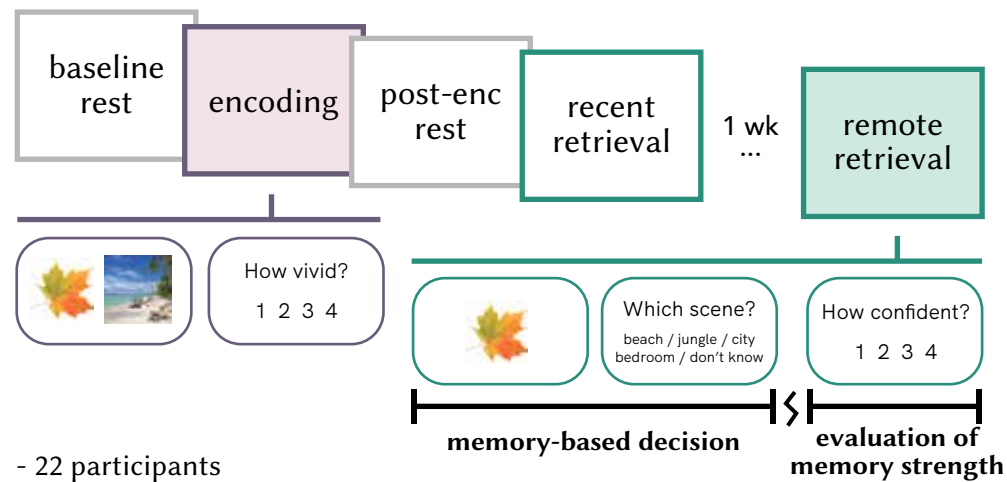 baseline
rest
encoding
post-enc
rest
recent
retrieval
1 wk
...
remote
retrieval
How vivid?
1 2 3 4
Which scene?
beach / jungle / city
bedroom / don't know
How confident?
1 2 3 4
memory-based decision
evaluation of
memory strength
- 22 participants